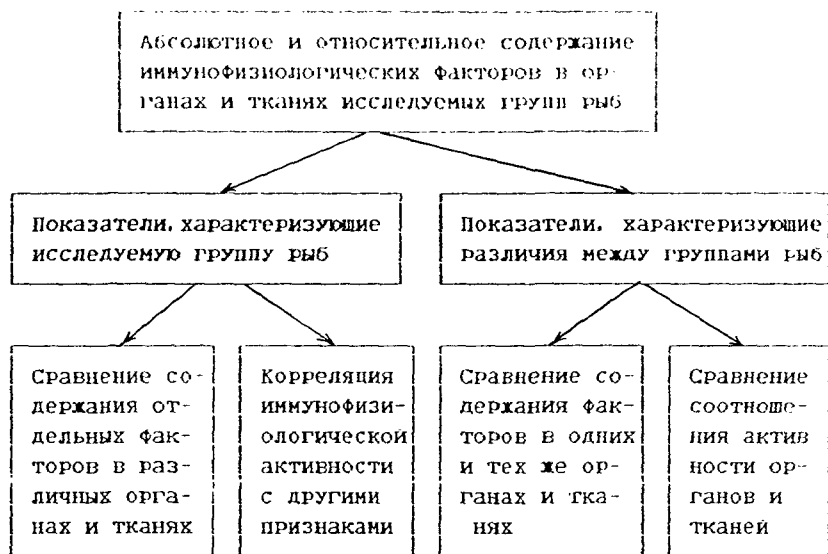 Абсолютное и относительное содержание
иммунофизиологических факторов в ор-
ганах и тканях исследуемых групп рыб
Показатели, характеризующие
исследуемую группу рыб
Показатели, характеризующие
различия между группами рыб
Сравнение со-
держания от-
дельных фак-
торов в раз-
личных орга-
нах и тканях
Корреляция
иммунофизи-
ологической
активности
с другими
признаками
Сравнение со-
держания фак-
торов в одних
и тех же ор-
ганах и тка-
нях
Сравнение
соотноше-
ния актив
ности ор-
ганов и
тканей